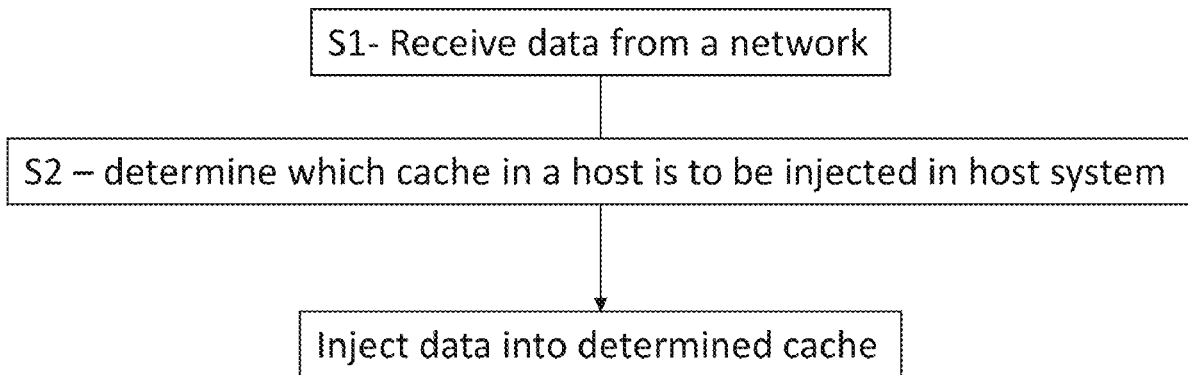 S1- Receive data from a network
S2 – determine which cache in a host is to be injected in host system
Inject data into determined cache